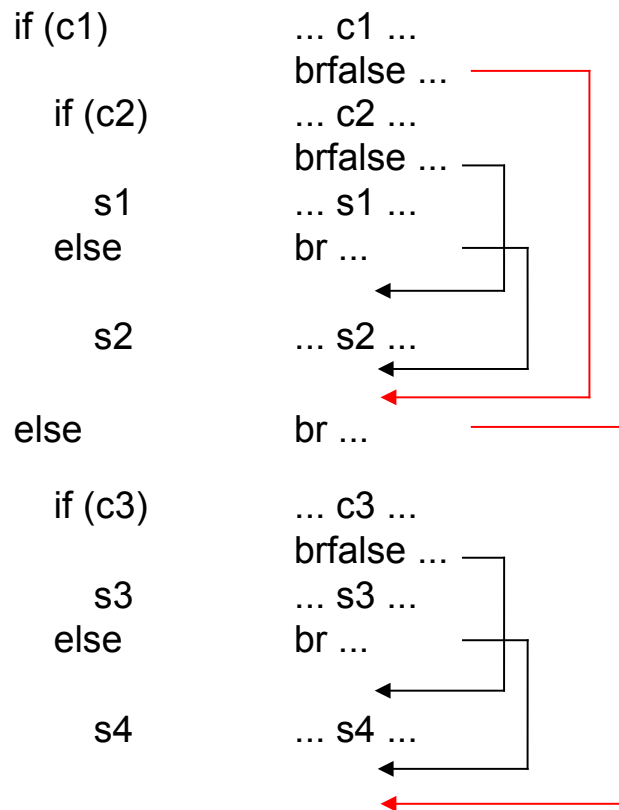 if (c1) ... c1 ...
brfalse ...
if (c2) ... c2 ...
brfalse ...
s1 ... s1 ...
else br ...
s2 ... s2 ...
else br ...
if (c3) ... c3 ...
brfalse ...
s3 ... s3 ...
else br ...
s4 ... s4 ...